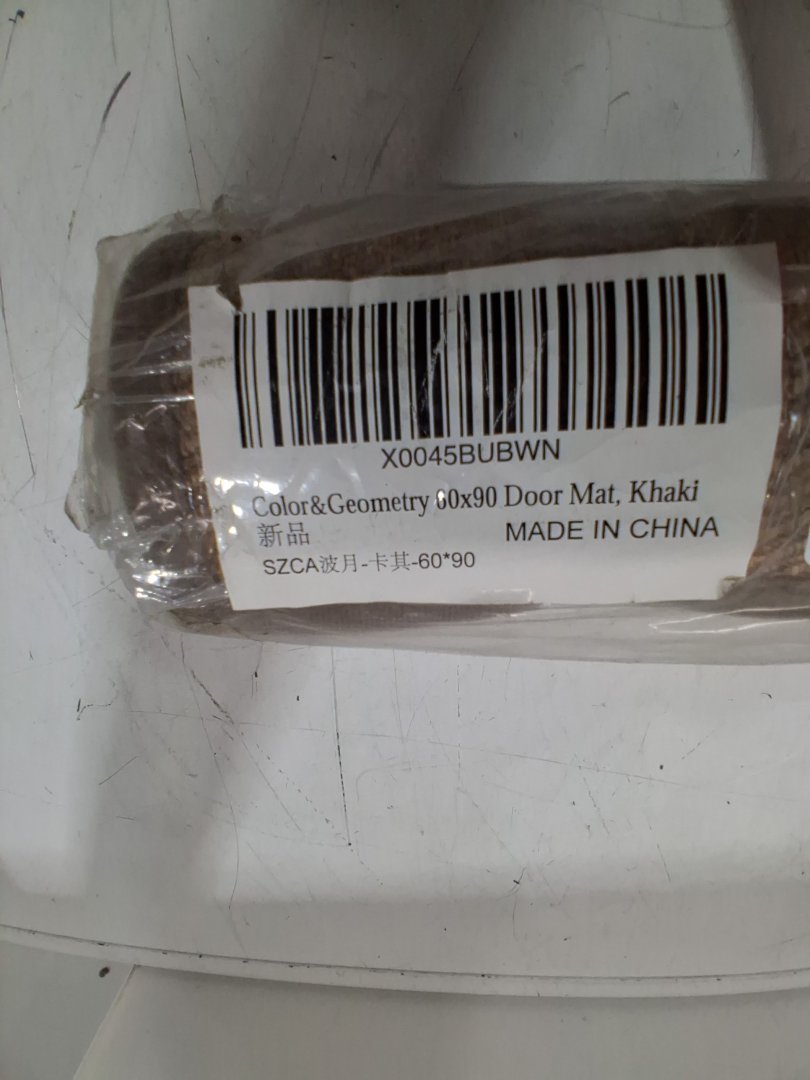 X0045BUBWN
Color&Geometry 60x90 Door Mat, Khaki
新品 MADE IN CHINA
SZCA波月-卡其-60*90